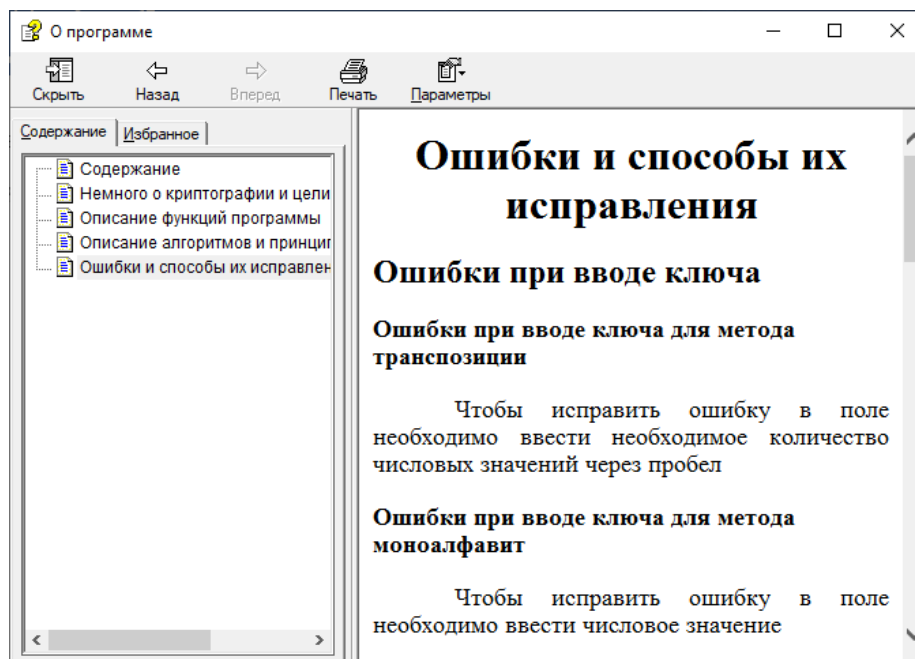 О программе
Скрыть Назад Вперед Печать Параметры
Содержание Избранное
Содержание
Немного о криптографии и цели
Описание функций программы
Описание алгоритмов и принцип
Ошибки и способы их исправлен
Ошибки и способы их
исправления
Ошибки при вводе ключа
Ошибки при вводе ключа для метода
транспозиции
Чтобы исправить ошибку в поле
необходимо ввести необходимое количество
числовых значений через пробел
Ошибки при вводе ключа для метода
моноалфавит
Чтобы исправить ошибку в поле
необходимо ввести числовое значение